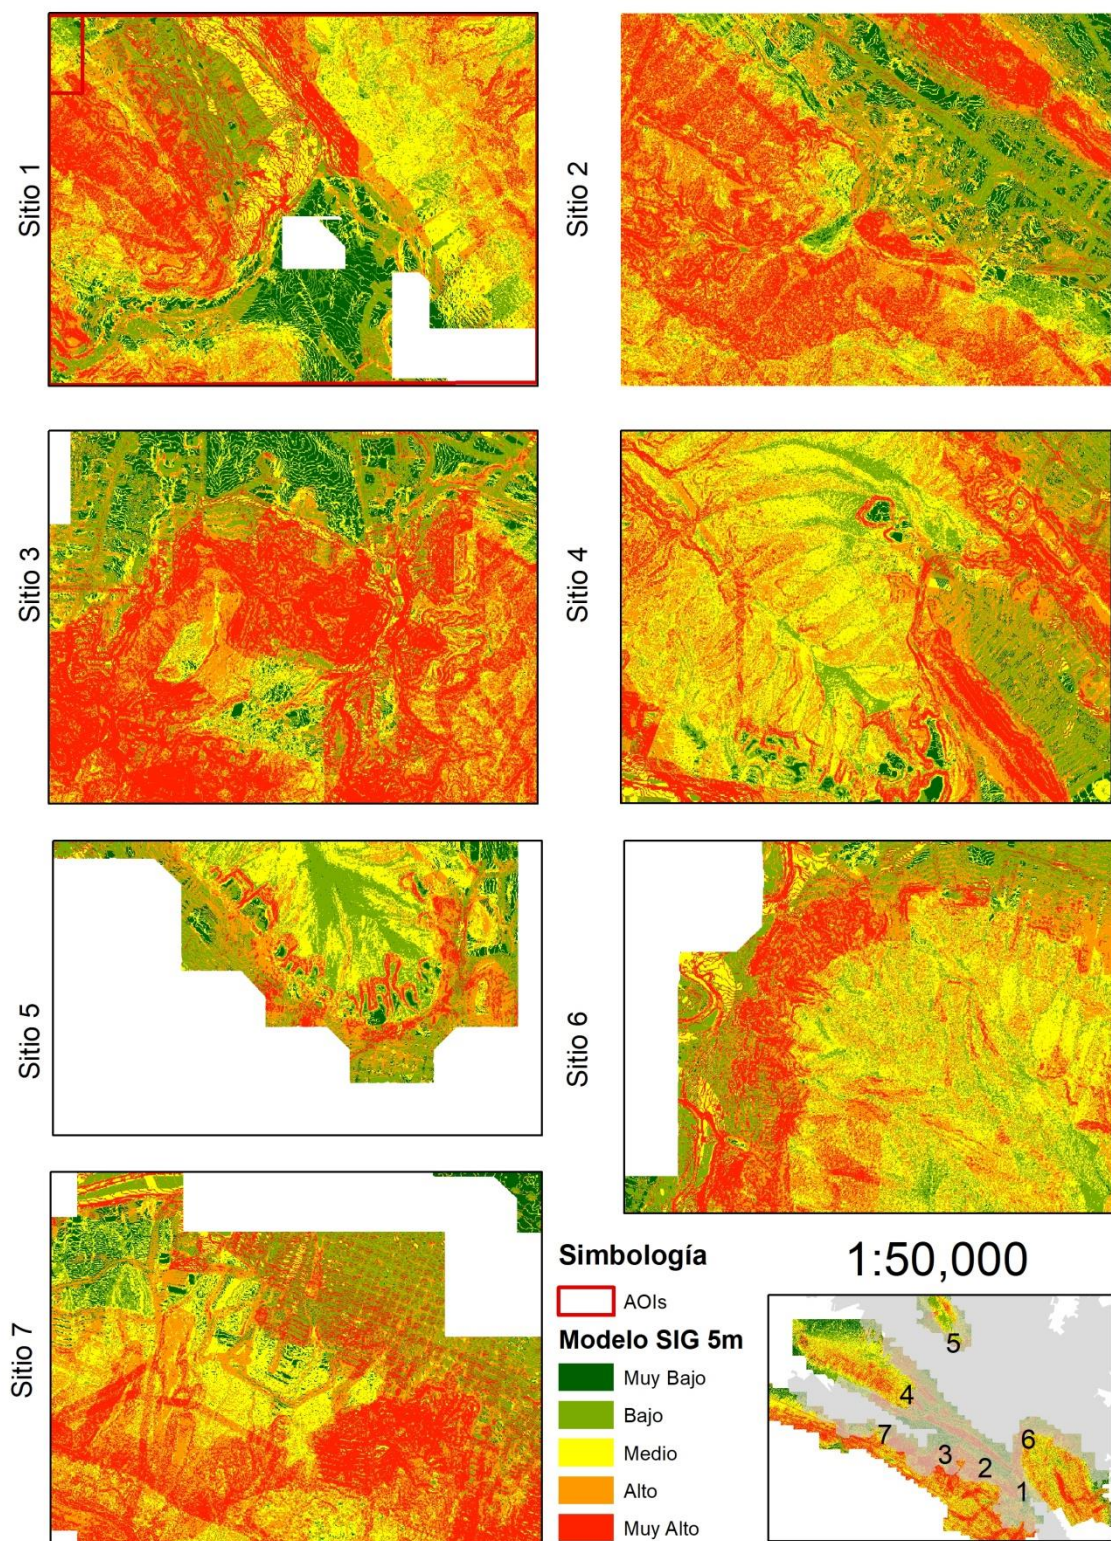 Sitio 1
Sitio 2
Sitio 3
Sitio 4
Sitio 5
Sitio 6
Sitio 7
Simbología
AOIs
Modelo SIG 5m
Muy Bajo
Bajo
Medio
Alto
Muy Alto
1:50,000
5
4
7
6
3
2
1